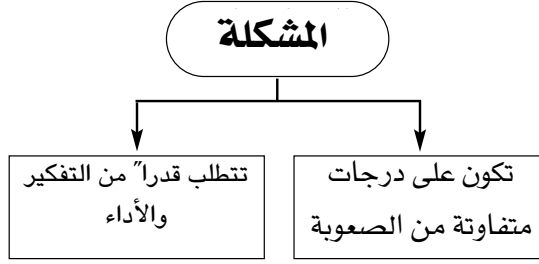 المشكلة
تكون على درجات
متفاوتة من الصعوبة
تتطلب قدرا" من التفكير
والأداء